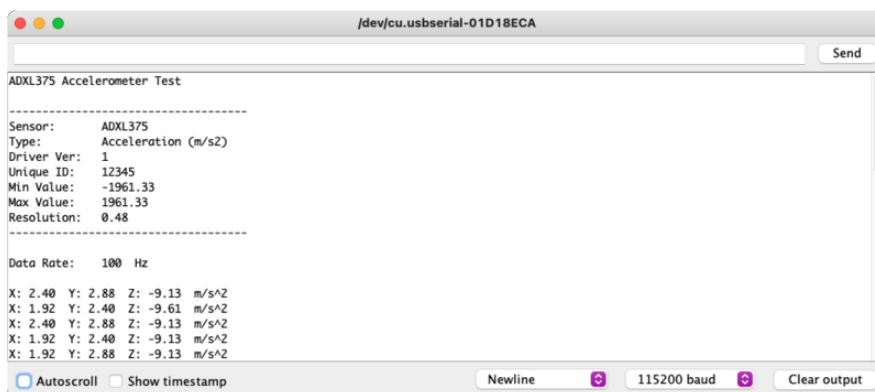 /dev/cu.usbserial-01D18ECA
Send
ADXL375 Accelerometer Test
------------------------------------
Sensor: ADXL375
Type: Acceleration (m/s2)
Driver Ver: 1
Unique ID: 12345
Min Value: -1961.33
Max Value: 1961.33
Resolution: 0.48
------------------------------------
Data Rate: 100 Hz
X: 2.40 Y: 2.88 Z: -9.13 m/s^2
X: 1.92 Y: 2.40 Z: -9.61 m/s^2
X: 2.40 Y: 2.88 Z: -9.13 m/s^2
X: 1.92 Y: 2.40 Z: -9.13 m/s^2
X: 1.92 Y: 2.88 Z: -9.13 m/s^2
Autoscroll Show timestamp Newline 115200 baud Clear output